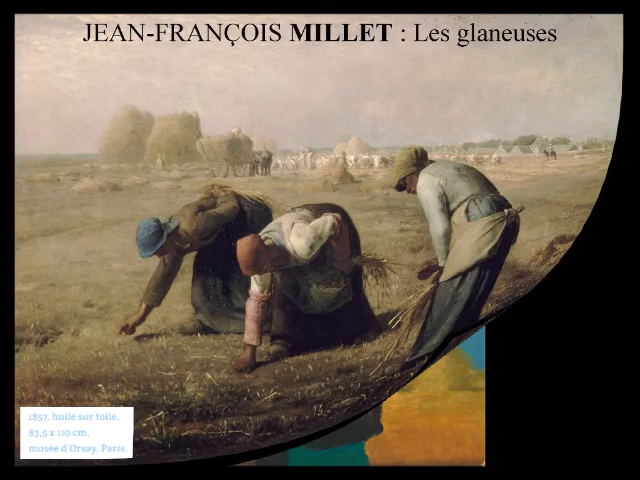 JEAN-FRANÇOIS MILLET : Les glaneuses
1857, huile sur toile,
83,5 x 110 cm,
musée d'Orsay, Paris.